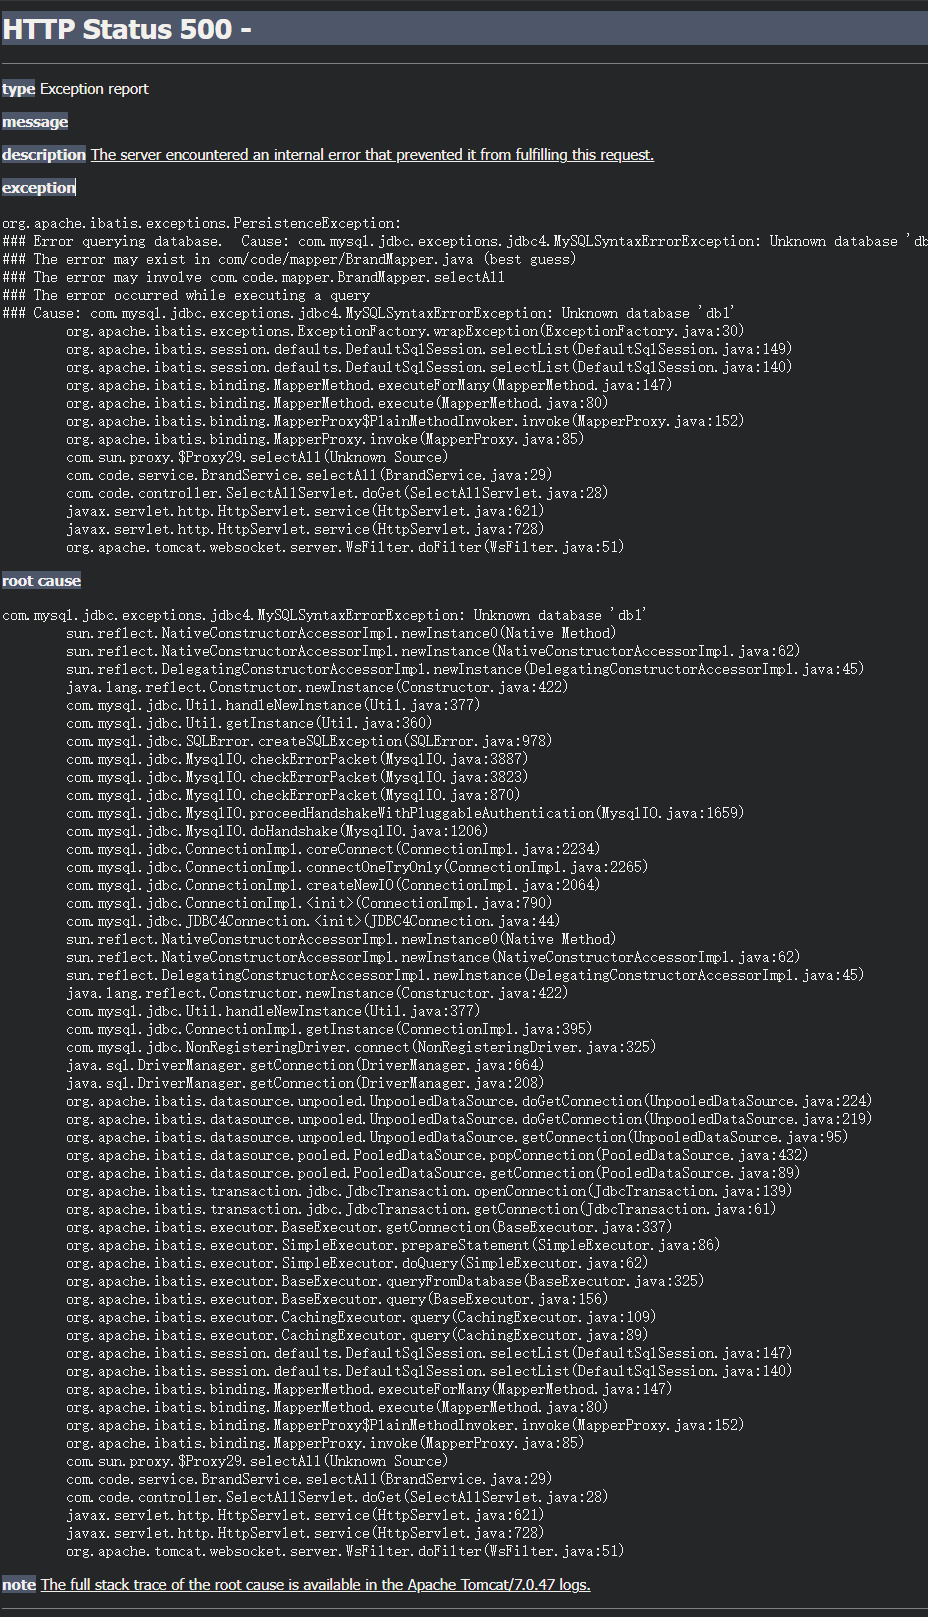 HTTP Status 500 -
type Exception report
message
description The server encountered an internal error that prevented it from fulfilling this request.
exception
org.apache.ibatis.exceptions.PersistenceException:
### Error querying database.  Cause: com.mysql.jdbc.exceptions.jdbc4.MySQLSyntaxErrorException: Unknown database 'db
### The error may exist in com/code/mapper/BrandMapper.java (best guess)
### The error may involve com.code.mapper.BrandMapper.selectAll
### The error occurred while executing a query
### Cause: com.mysql.jdbc.exceptions.jdbc4.MySQLSyntaxErrorException: Unknown database 'db1'
org.apache.ibatis.exceptions.ExceptionFactory.wrapException(ExceptionFactory.java:30)
org.apache.ibatis.session.defaults.DefaultSqlSession.selectList(DefaultSqlSession.java:149)
org.apache.ibatis.session.defaults.DefaultSqlSession.selectList(DefaultSqlSession.java:140)
org.apache.ibatis.binding.MapperMethod.executeForMany(MapperMethod.java:147)
org.apache.ibatis.binding.MapperMethod.execute(MapperMethod.java:80)
org.apache.ibatis.binding.MapperProxy$PlainMethodInvoker.invoke(MapperProxy.java:152)
org.apache.ibatis.binding.MapperProxy.invoke(MapperProxy.java:85)
com.sun.proxy.$Proxy29.selectAll(Unknown Source)
com.code.service.BrandService.selectAll(BrandService.java:29)
com.code.controller.SelectAllServlet.doGet(SelectAllServlet.java:28)
javax.servlet.http.HttpServlet.service(HttpServlet.java:621)
javax.servlet.http.HttpServlet.service(HttpServlet.java:728)
org.apache.tomcat.websocket.server.WsFilter.doFilter(WsFilter.java:51)
root cause
com.mysql.jdbc.exceptions.jdbc4.MySQLSyntaxErrorException: Unknown database 'db1'
sun.reflect.NativeConstructorAccessorImpl.newInstance0(Native Method)
sun.reflect.NativeConstructorAccessorImpl.newInstance(NativeConstructorAccessorImpl.java:62)
sun.reflect.DelegatingConstructorAccessorImpl.newInstance(DelegatingConstructorAccessorImpl.java:45)
java.lang.reflect.Constructor.newInstance(Constructor.java:422)
com.mysql.jdbc.Util.handleNewInstance(Util.java:377)
com.mysql.jdbc.Util.getInstance(Util.java:360)
com.mysql.jdbc.SQLError.createSQLException(SQLError.java:978)
com.mysql.jdbc.MysqlIO.checkErrorPacket(MysqlIO.java:3887)
com.mysql.jdbc.MysqlIO.checkErrorPacket(MysqlIO.java:3823)
com.mysql.jdbc.MysqlIO.checkErrorPacket(MysqlIO.java:870)
com.mysql.jdbc.MysqlIO.proceedHandshakeWithPluggableAuthentication(MysqlIO.java:1659)
com.mysql.jdbc.MysqlIO.doHandshake(MysqlIO.java:1206)
com.mysql.jdbc.ConnectionImpl.coreConnect(ConnectionImpl.java:2234)
com.mysql.jdbc.ConnectionImpl.connectOneTryOnly(ConnectionImpl.java:2265)
com.mysql.jdbc.ConnectionImpl.createNewIO(ConnectionImpl.java:2064)
com.mysql.jdbc.ConnectionImpl.<init>(ConnectionImpl.java:790)
com.mysql.jdbc.JDBC4Connection.<init>(JDBC4Connection.java:44)
sun.reflect.NativeConstructorAccessorImpl.newInstance0(Native Method)
sun.reflect.NativeConstructorAccessorImpl.newInstance(NativeConstructorAccessorImpl.java:62)
sun.reflect.DelegatingConstructorAccessorImpl.newInstance(DelegatingConstructorAccessorImpl.java:45)
java.lang.reflect.Constructor.newInstance(Constructor.java:422)
com.mysql.jdbc.Util.handleNewInstance(Util.java:377)
com.mysql.jdbc.ConnectionImpl.getInstance(ConnectionImpl.java:395)
com.mysql.jdbc.NonRegisteringDriver.connect(NonRegisteringDriver.java:325)
java.sql.DriverManager.getConnection(DriverManager.java:664)
java.sql.DriverManager.getConnection(DriverManager.java:208)
org.apache.ibatis.datasource.unpooled.UnpooledDataSource.doGetConnection(UnpooledDataSource.java:224)
org.apache.ibatis.datasource.unpooled.UnpooledDataSource.doGetConnection(UnpooledDataSource.java:219)
org.apache.ibatis.datasource.unpooled.UnpooledDataSource.getConnection(UnpooledDataSource.java:95)
org.apache.ibatis.datasource.pooled.PooledDataSource.popConnection(PooledDataSource.java:432)
org.apache.ibatis.datasource.pooled.PooledDataSource.getConnection(PooledDataSource.java:89)
org.apache.ibatis.transaction.jdbc.JdbcTransaction.openConnection(JdbcTransaction.java:139)
org.apache.ibatis.transaction.jdbc.JdbcTransaction.getConnection(JdbcTransaction.java:61)
org.apache.ibatis.executor.BaseExecutor.getConnection(BaseExecutor.java:337)
org.apache.ibatis.executor.SimpleExecutor.prepareStatement(SimpleExecutor.java:86)
org.apache.ibatis.executor.SimpleExecutor.doQuery(SimpleExecutor.java:62)
org.apache.ibatis.executor.BaseExecutor.queryFromDatabase(BaseExecutor.java:325)
org.apache.ibatis.executor.BaseExecutor.query(BaseExecutor.java:156)
org.apache.ibatis.executor.CachingExecutor.query(CachingExecutor.java:109)
org.apache.ibatis.executor.CachingExecutor.query(CachingExecutor.java:89)
org.apache.ibatis.session.defaults.DefaultSqlSession.selectList(DefaultSqlSession.java:147)
org.apache.ibatis.session.defaults.DefaultSqlSession.selectList(DefaultSqlSession.java:140)
org.apache.ibatis.binding.MapperMethod.executeForMany(MapperMethod.java:147)
org.apache.ibatis.binding.MapperMethod.execute(MapperMethod.java:80)
org.apache.ibatis.binding.MapperProxy$PlainMethodInvoker.invoke(MapperProxy.java:152)
org.apache.ibatis.binding.MapperProxy.invoke(MapperProxy.java:85)
com.sun.proxy.$Proxy29.selectAll(Unknown Source)
com.code.service.BrandService.selectAll(BrandService.java:29)
com.code.controller.SelectAllServlet.doGet(SelectAllServlet.java:28)
javax.servlet.http.HttpServlet.service(HttpServlet.java:621)
javax.servlet.http.HttpServlet.service(HttpServlet.java:728)
org.apache.tomcat.websocket.server.WsFilter.doFilter(WsFilter.java:51)
note The full stack trace of the root cause is available in the Apache Tomcat/7.0.47 logs.